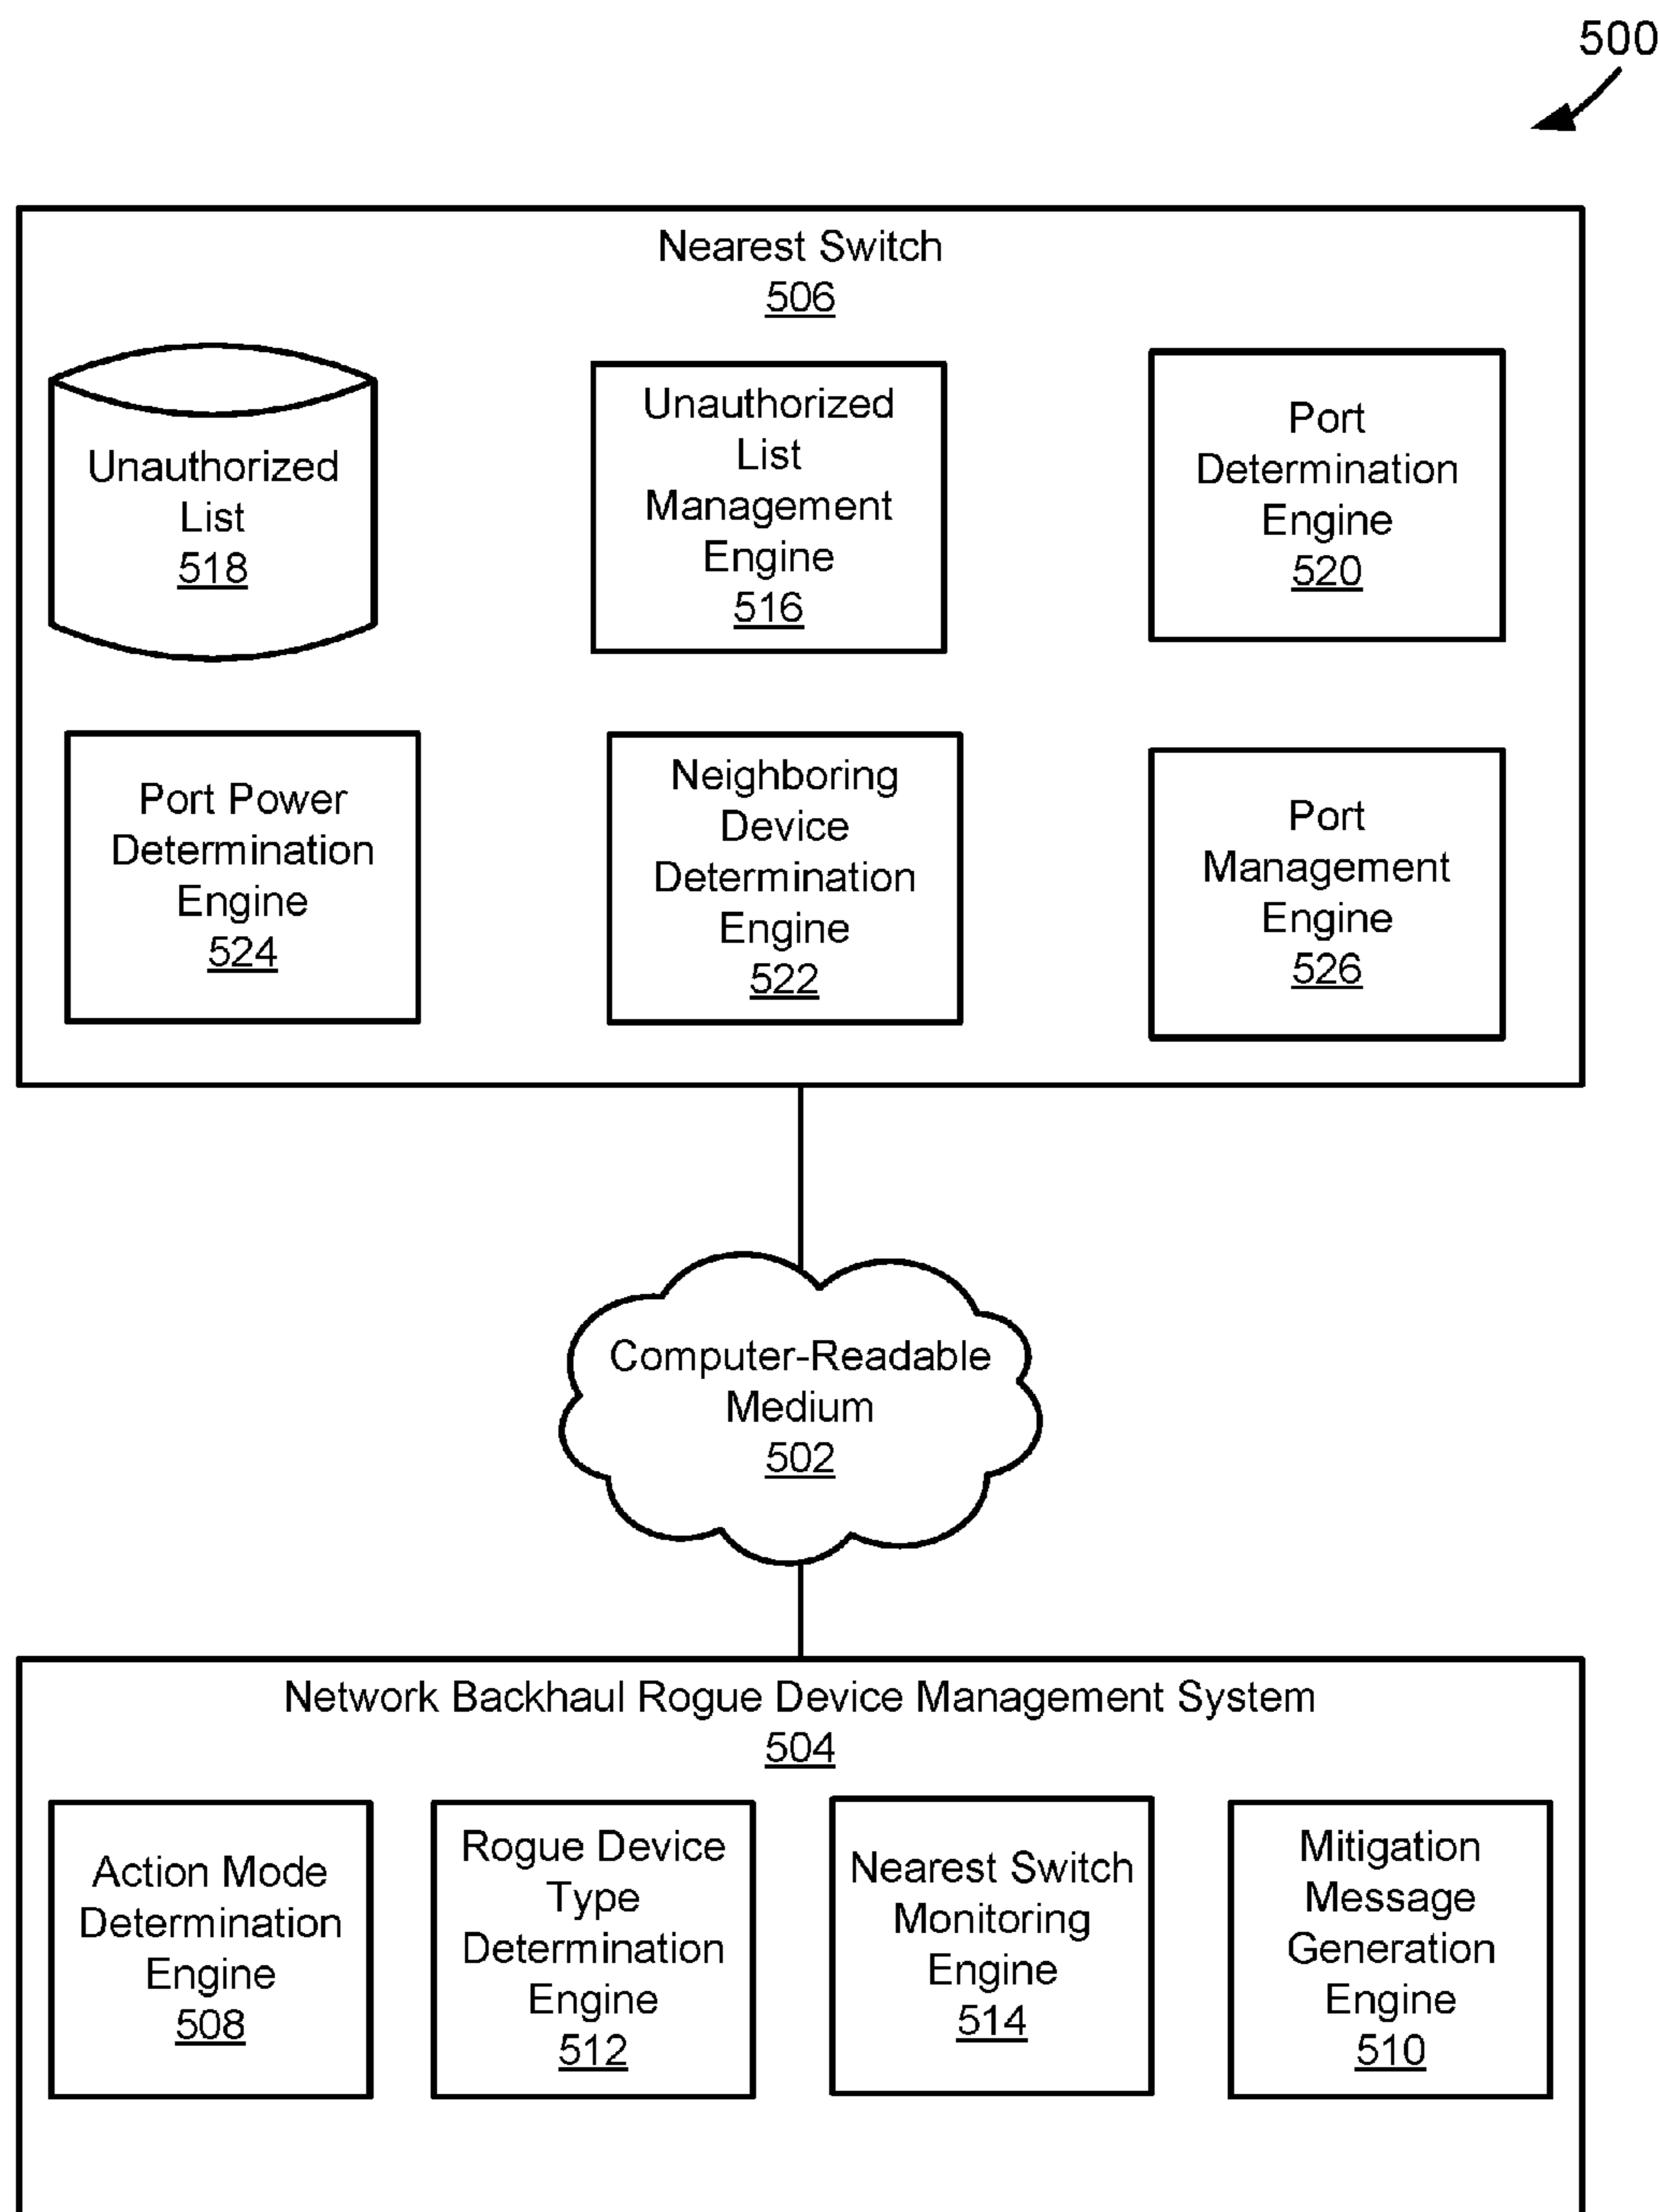 500
Nearest Switch
506
Unauthorized
List
518
Unauthorized
List
Management
Engine
516
Port
Determination
Engine
520
Port Power
Determination
Engine
524
Neighboring
Device
Determination
Engine
522
Port
Management
Engine
526
Computer-Readable
Medium
502
Network Backhaul Rogue Device Management System
504
Action Mode
Determination
Engine
508
Rogue Device
Type
Determination
Engine
512
Nearest Switch
Monitoring
Engine
514
Mitigation
Message
Generation
Engine
510